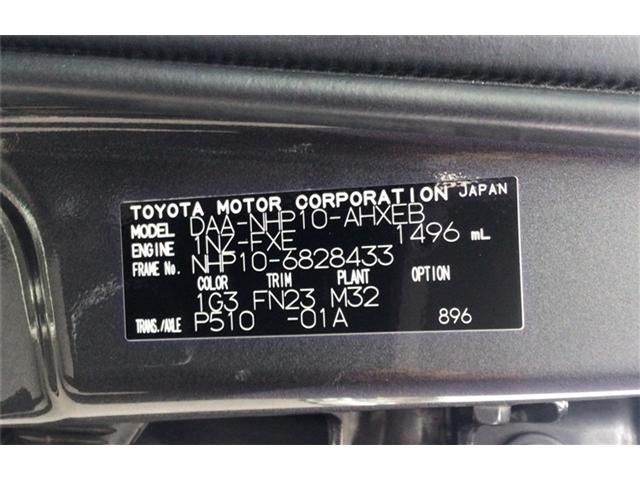 TOYOTA MOTOR CORPORATION JAPAN
MODEL DAA-NHP10-AHXEB
ENGINE 1NZ-FXE 1496 mL
FRAME No. NHP10-6828433
COLOR TRIM PLANT OPTION
1G3 FN23 M32
TRANS./AXLE P510 -01A 896